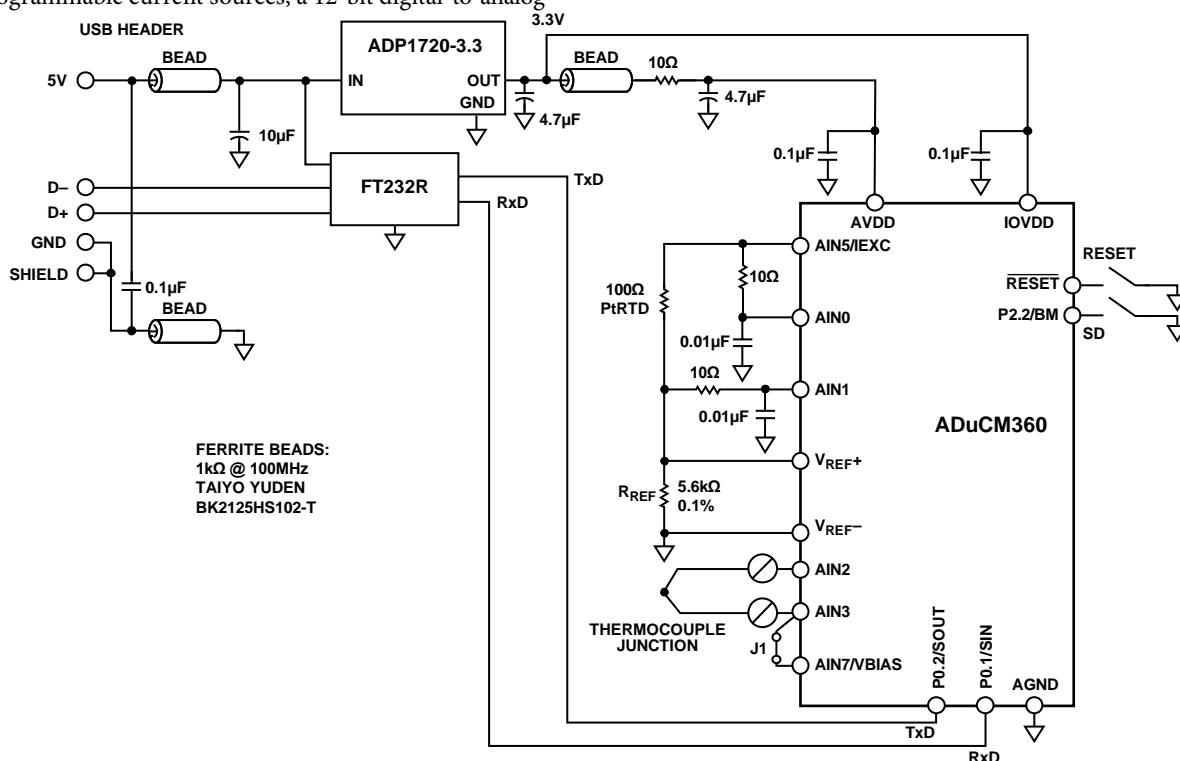 ogrammable current sources, a 12-bit digital-to-analog
USB HEADER
5V
BEAD
10µF
ADP1720-3.3
IN
OUT
GND
4.7µF
3.3V
BEAD
10Ω
4.7µF
0.1µF
0.1µF
D–
D+
GND
SHIELD
0.1µF
BEAD
FT232R
TxD
RxD
AVDD
IOVDD
AIN5/IEXC
100Ω
PtRTD
10Ω
AIN0
0.01µF
10Ω
AIN1
0.01µF
RESET
RESET
P2.2/BM
SD
ADuCM360
FERRITE BEADS:
1kΩ @ 100MHz
TAIYO YUDEN
BK2125HS102-T
VREF+
RREF
5.6kΩ
0.1%
VREF–
AIN2
AIN3
THERMOCOUPLE
JUNCTION
J1
AIN7/VBIAS
P0.2/SOUT
P0.1/SIN
AGND
TxD
RxD